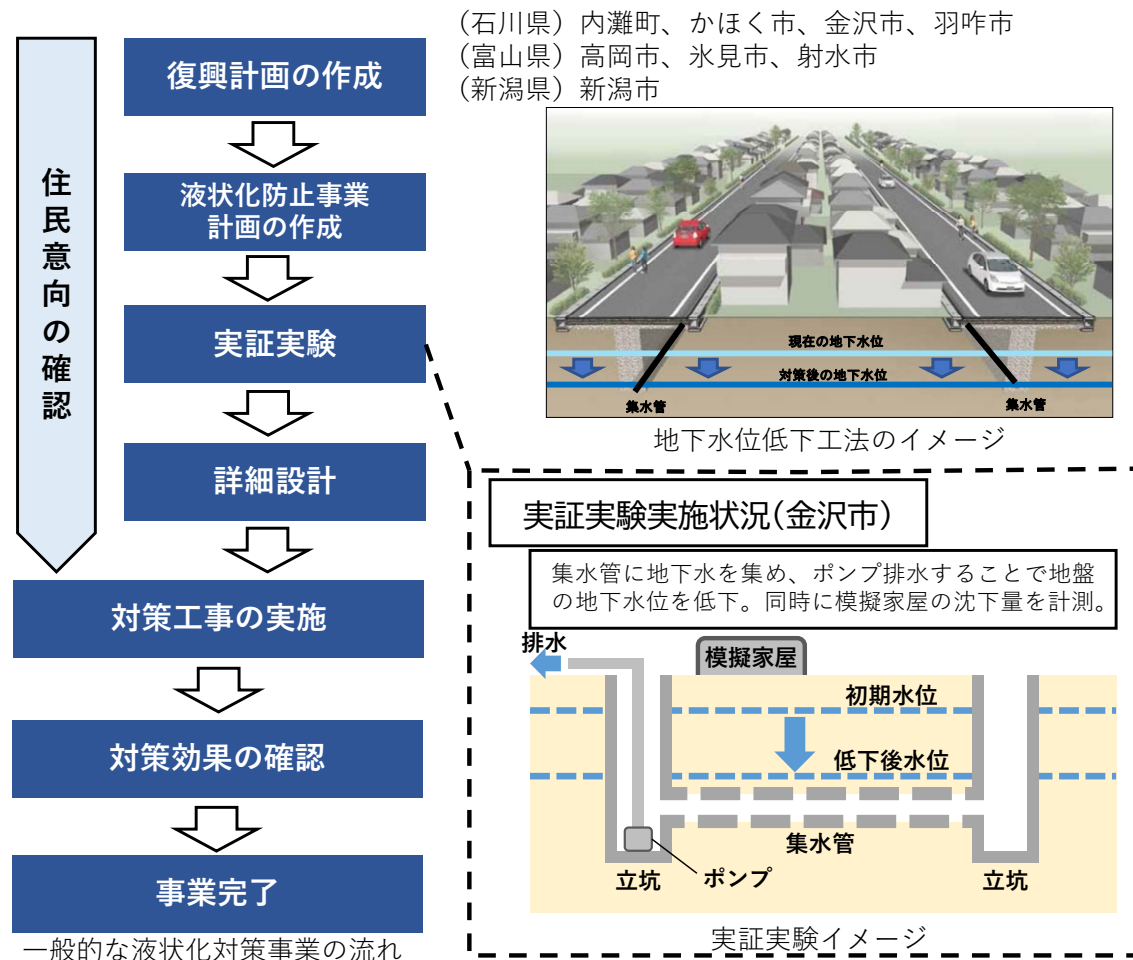 （石川県）内灘町、かほく市、金沢市、羽咋市
（富山県）高岡市、氷見市、射水市
（新潟県）新潟市
住民意向の確認
復興計画の作成
液状化防止事業
計画の作成
実証実験
詳細設計
対策工事の実施
対策効果の確認
事業完了
一般的な液状化対策事業の流れ
現在の地下水位
対策後の地下水位
集水管
集水管
地下水位低下工法のイメージ
実証実験実施状況(金沢市)
集水管に地下水を集め、ポンプ排水することで地盤
の地下水位を低下。同時に模擬家屋の沈下量を計測。
排水
模擬家屋
初期水位
低下後水位
集水管
立坑
ポンプ
立坑
実証実験イメージ